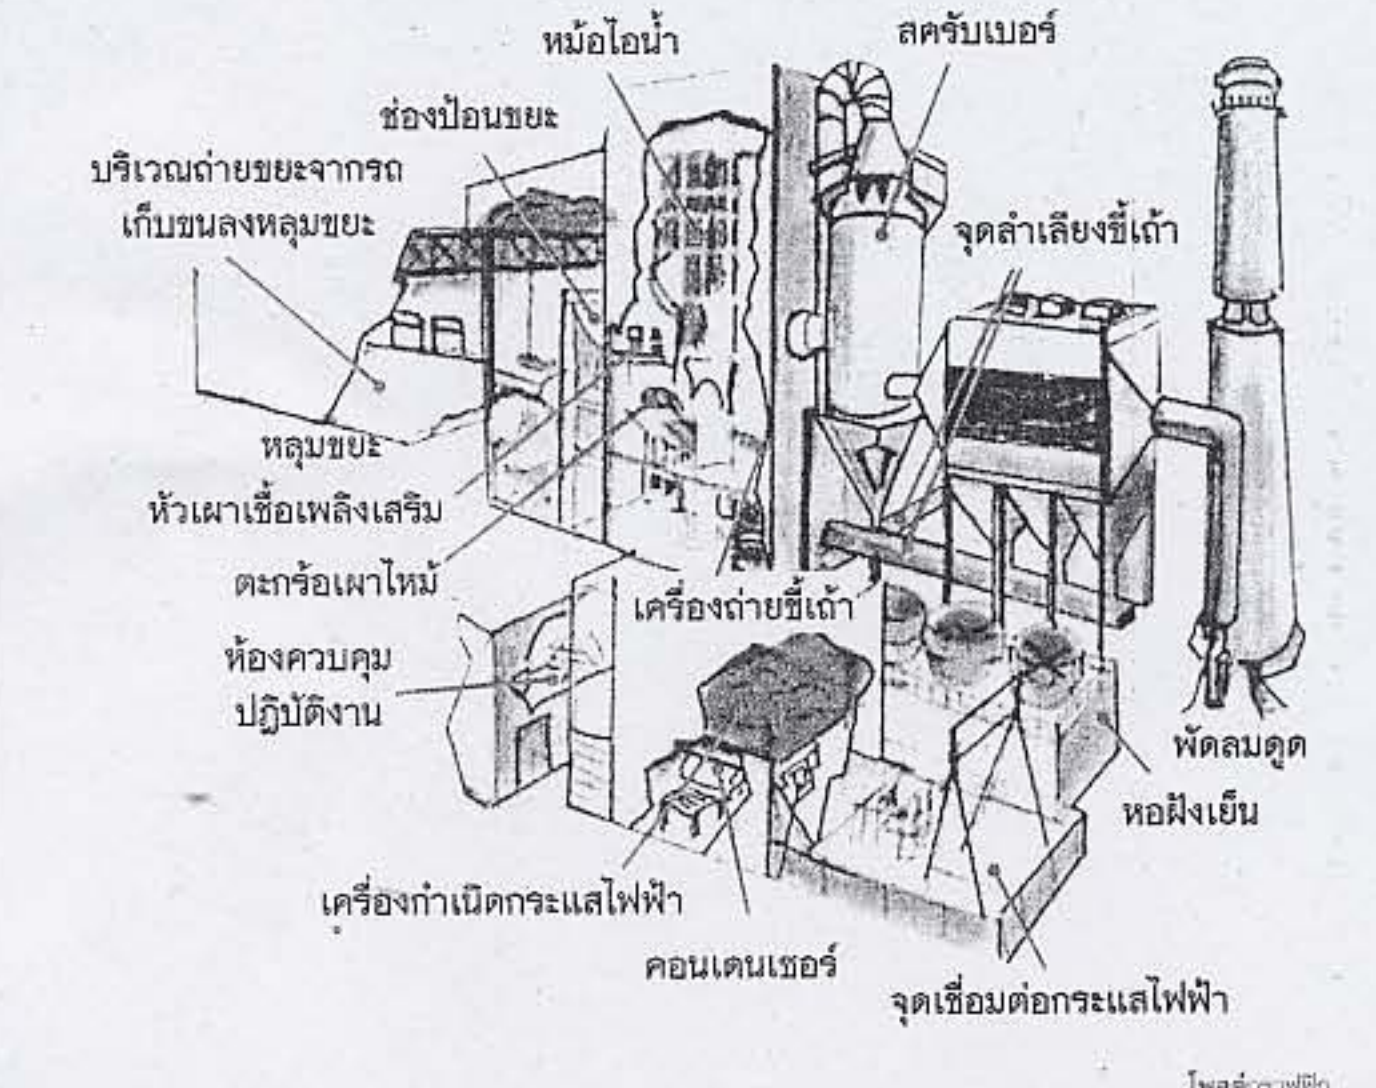 หม้อไอน้ำ
สครับเบอร์
ช่องป้อนขยะ
บริเวณถ่ายขยะจากรถ
เก็บขนลงหลุมขยะ
จุดลำเลียงขี้เถ้า
หลุมขยะ
หัวเผาเชื้อเพลิงเสริม
ตะกร้อเผาไหม้
เครื่องถ่ายขี้เถ้า
ห้องควบคุม
ปฏิบัติงาน
พัดลมดูด
หอฝังเย็น
เครื่องกำเนิดกระแสไฟฟ้า
คอนเดนเซอร์
จุดเชื่อมต่อกระแสไฟฟ้า